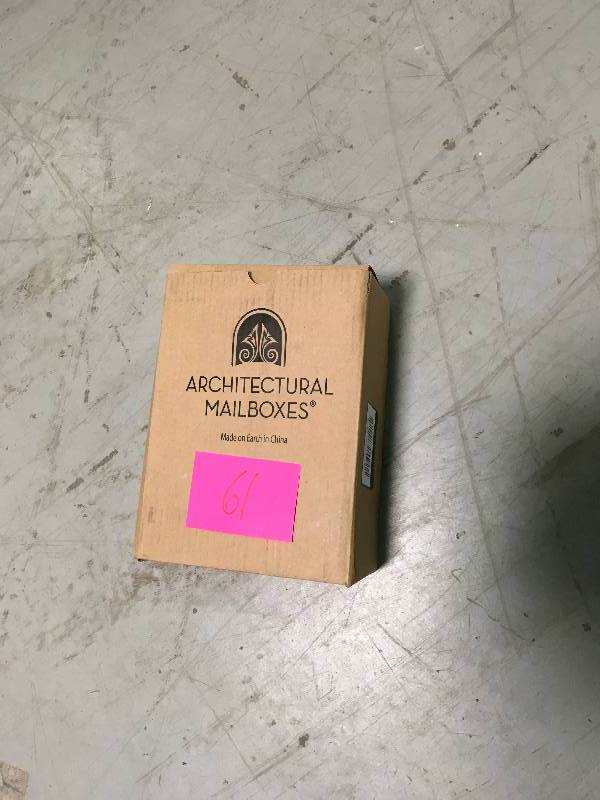 ARCHITECTURAL
MAILBOXES®
Made on Earth in China
61